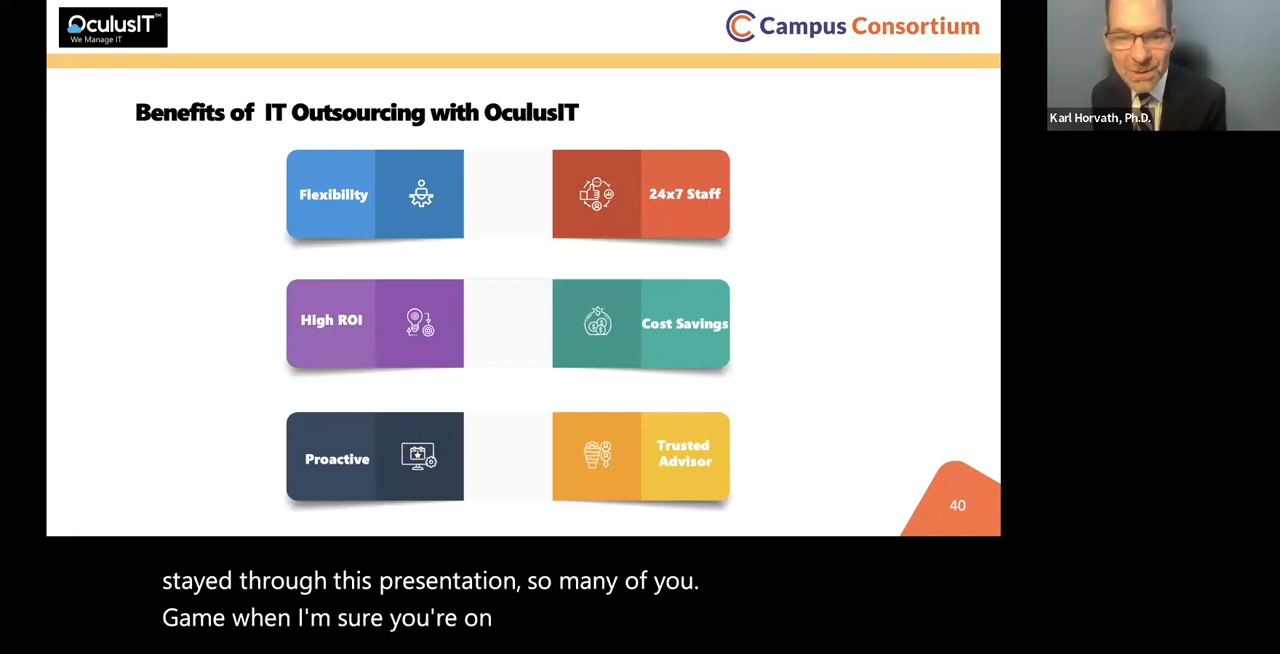 OculusIT™
We Manage IT
Campus Consortium
Karl Horvath, Ph.D.
Benefits of IT Outsourcing with OculusIT
Flexibility
24x7 Staff
High ROI
Cost Savings
Proactive
Trusted
Advisor
40
stayed through this presentation, so many of you.
Game when I'm sure you're on